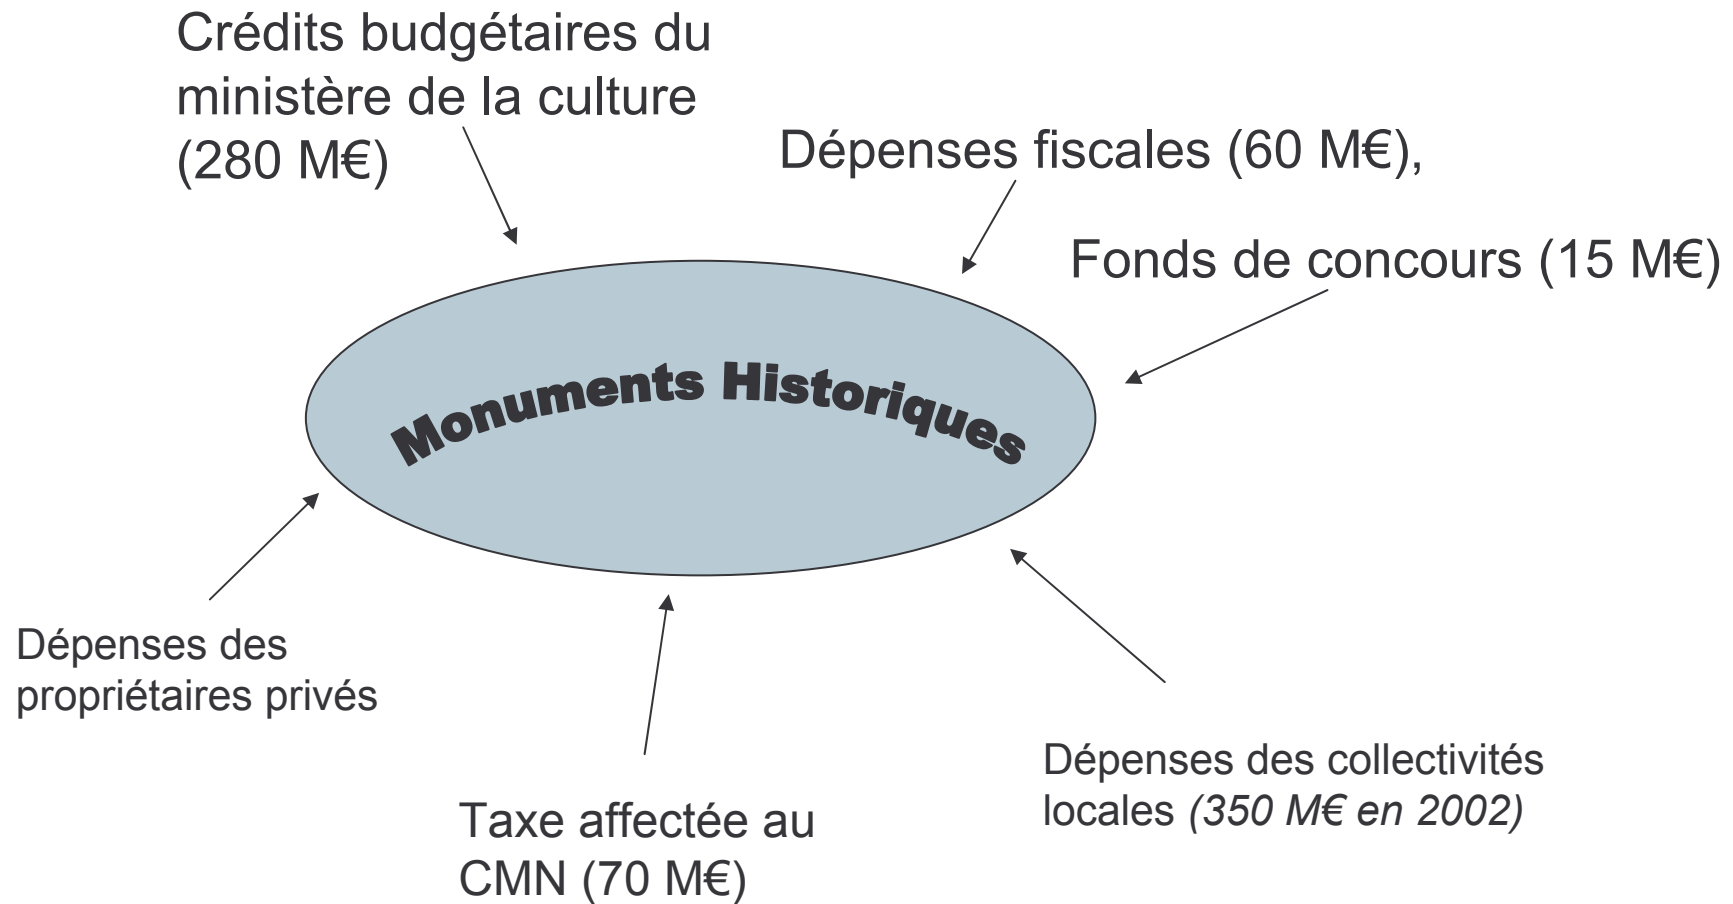 Crédits budgétaires du
ministère de la culture
(280 M€)
Dépenses fiscales (60 M€),
Fonds de concours (15 M€)
Monuments Historiques
Dépenses des
propriétaires privés
Taxe affectée au
CMN (70 M€)
Dépenses des collectivités
locales (350 M€ en 2002)